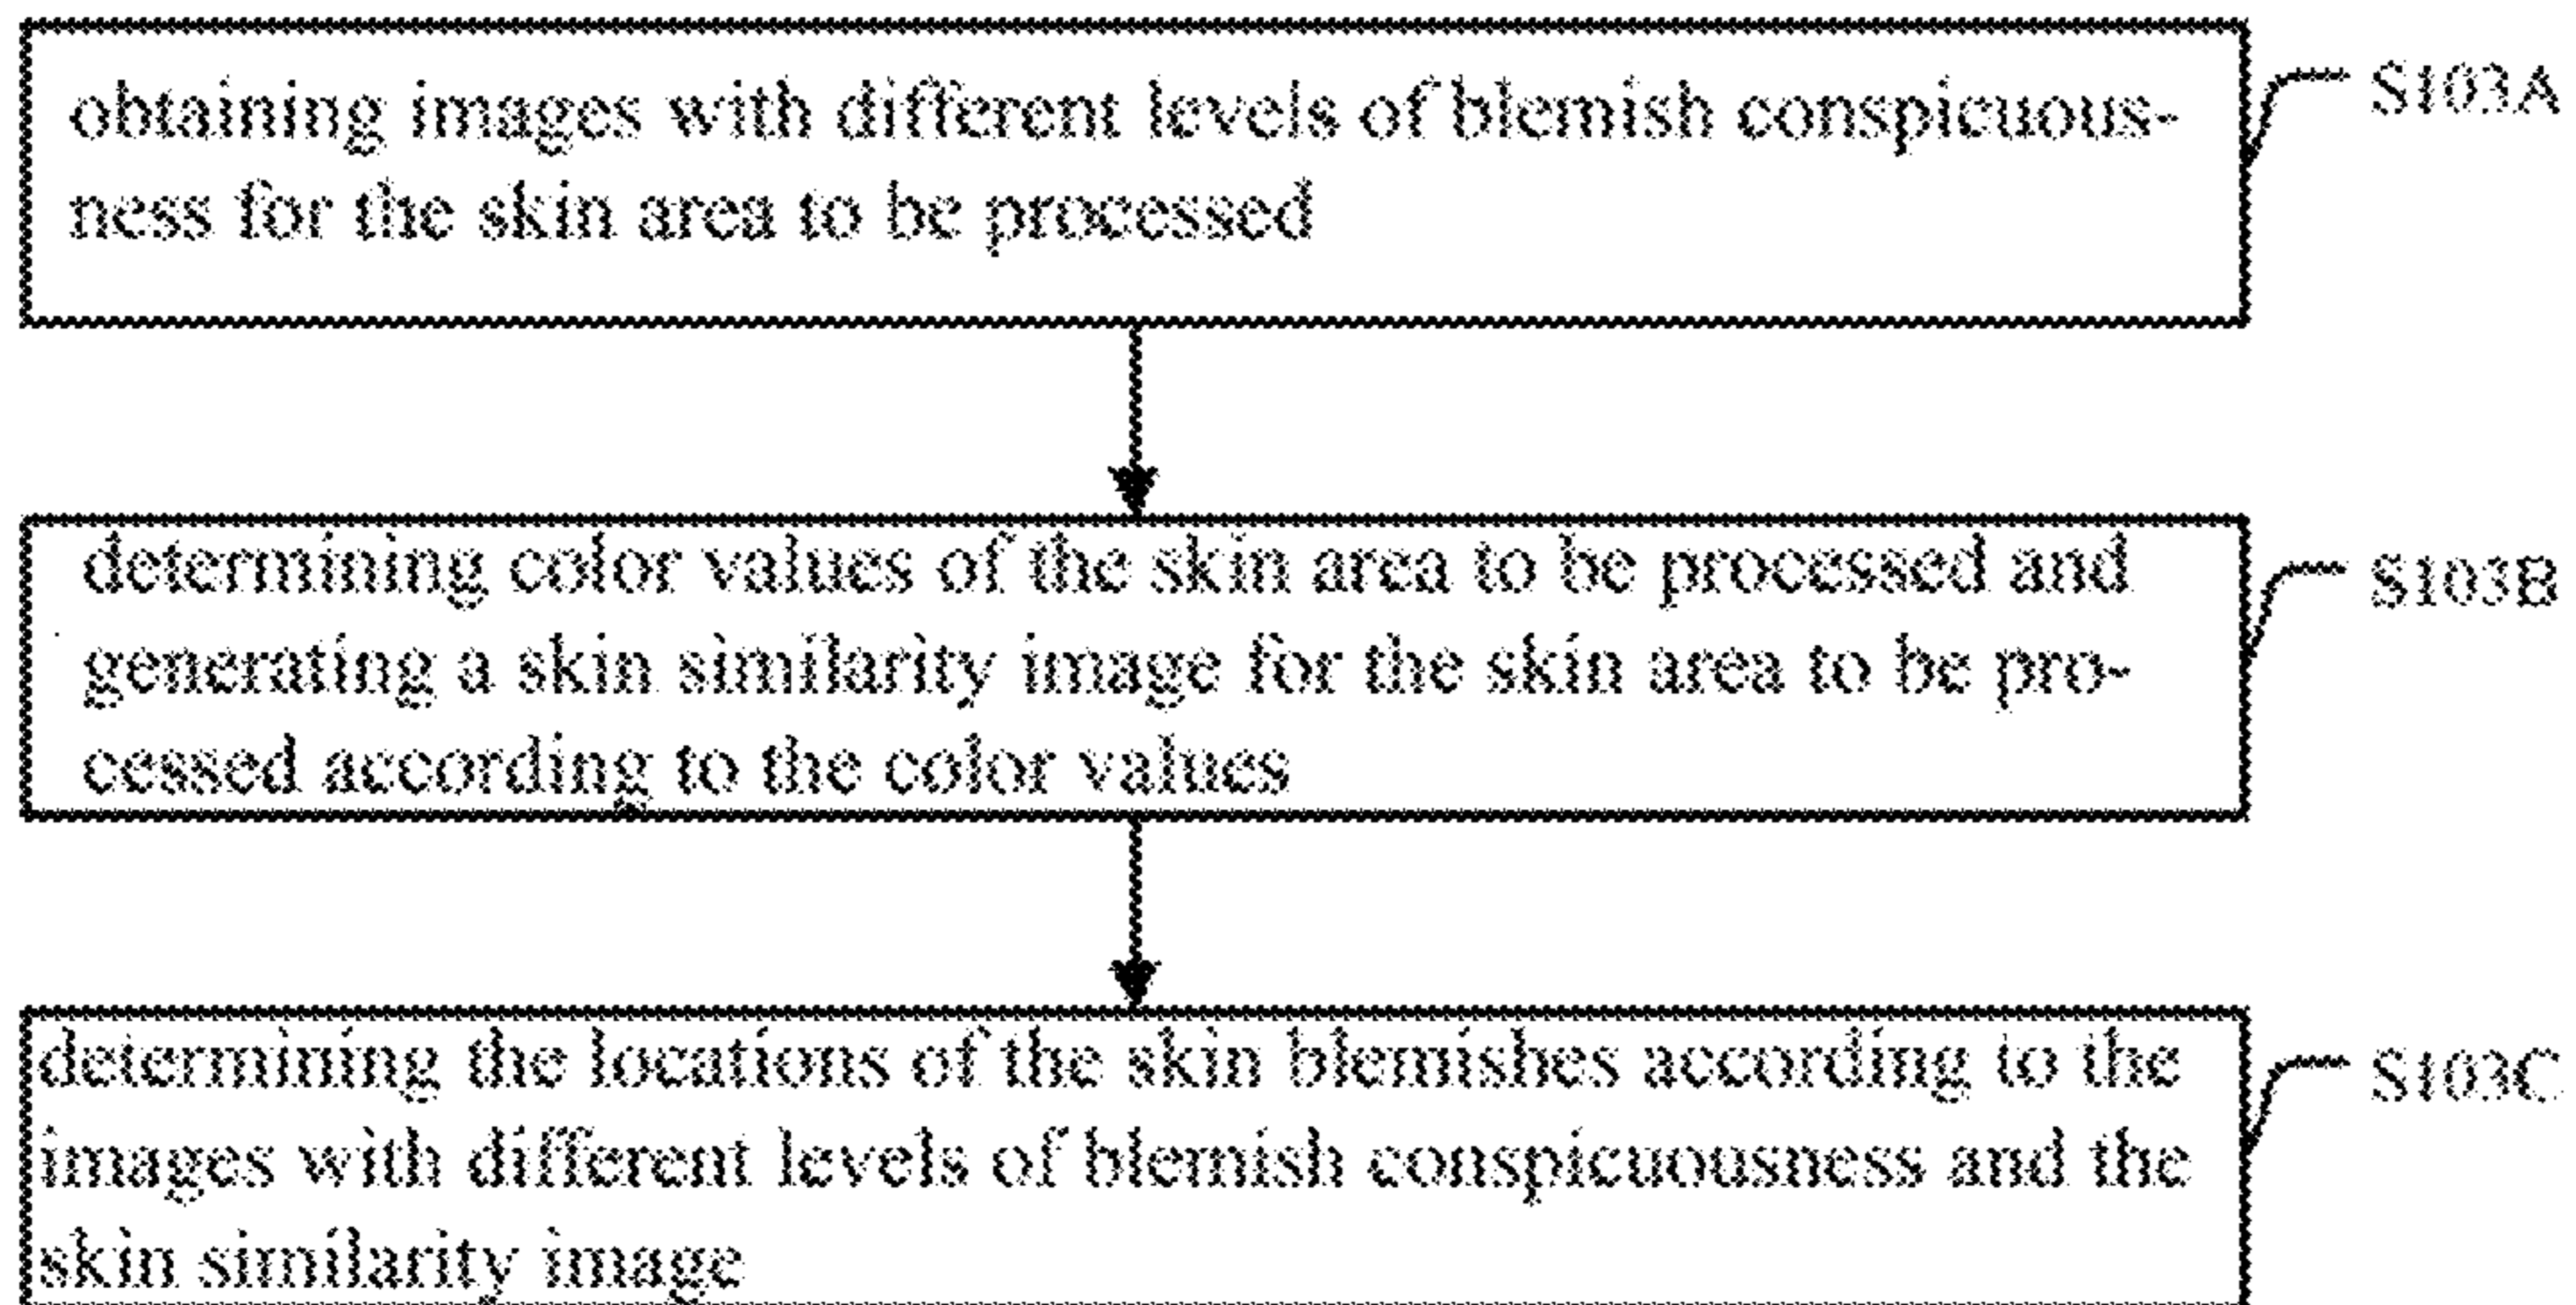 obtaining images with different levels of blemish conspicuous-
ness for the skin area to be processed
S103A
determining color values of the skin area to be processed and
generating a skin similarity image for the skin area to be pro-
cessed according to the color values
S103B
determining the locations of the skin blemishes according to the
images with different levels of blemish conspicuousness and the
skin similarity image
S103C